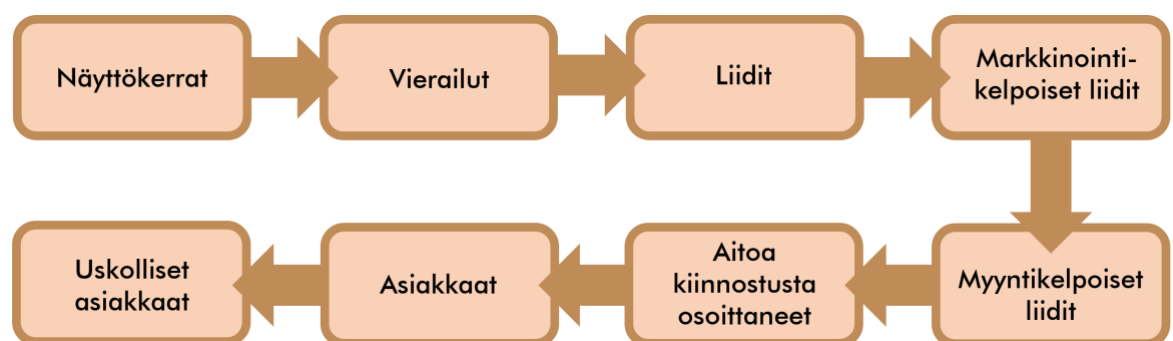 Näyttökerrat
Vierailut
Liidit
Markkinointi-
kelpoiset liidit
Myyntikelpoiset
liidit
Aitoa
kiinnostusta
osoittaneet
Asiakkaat
Uskolliset
asiakkaat